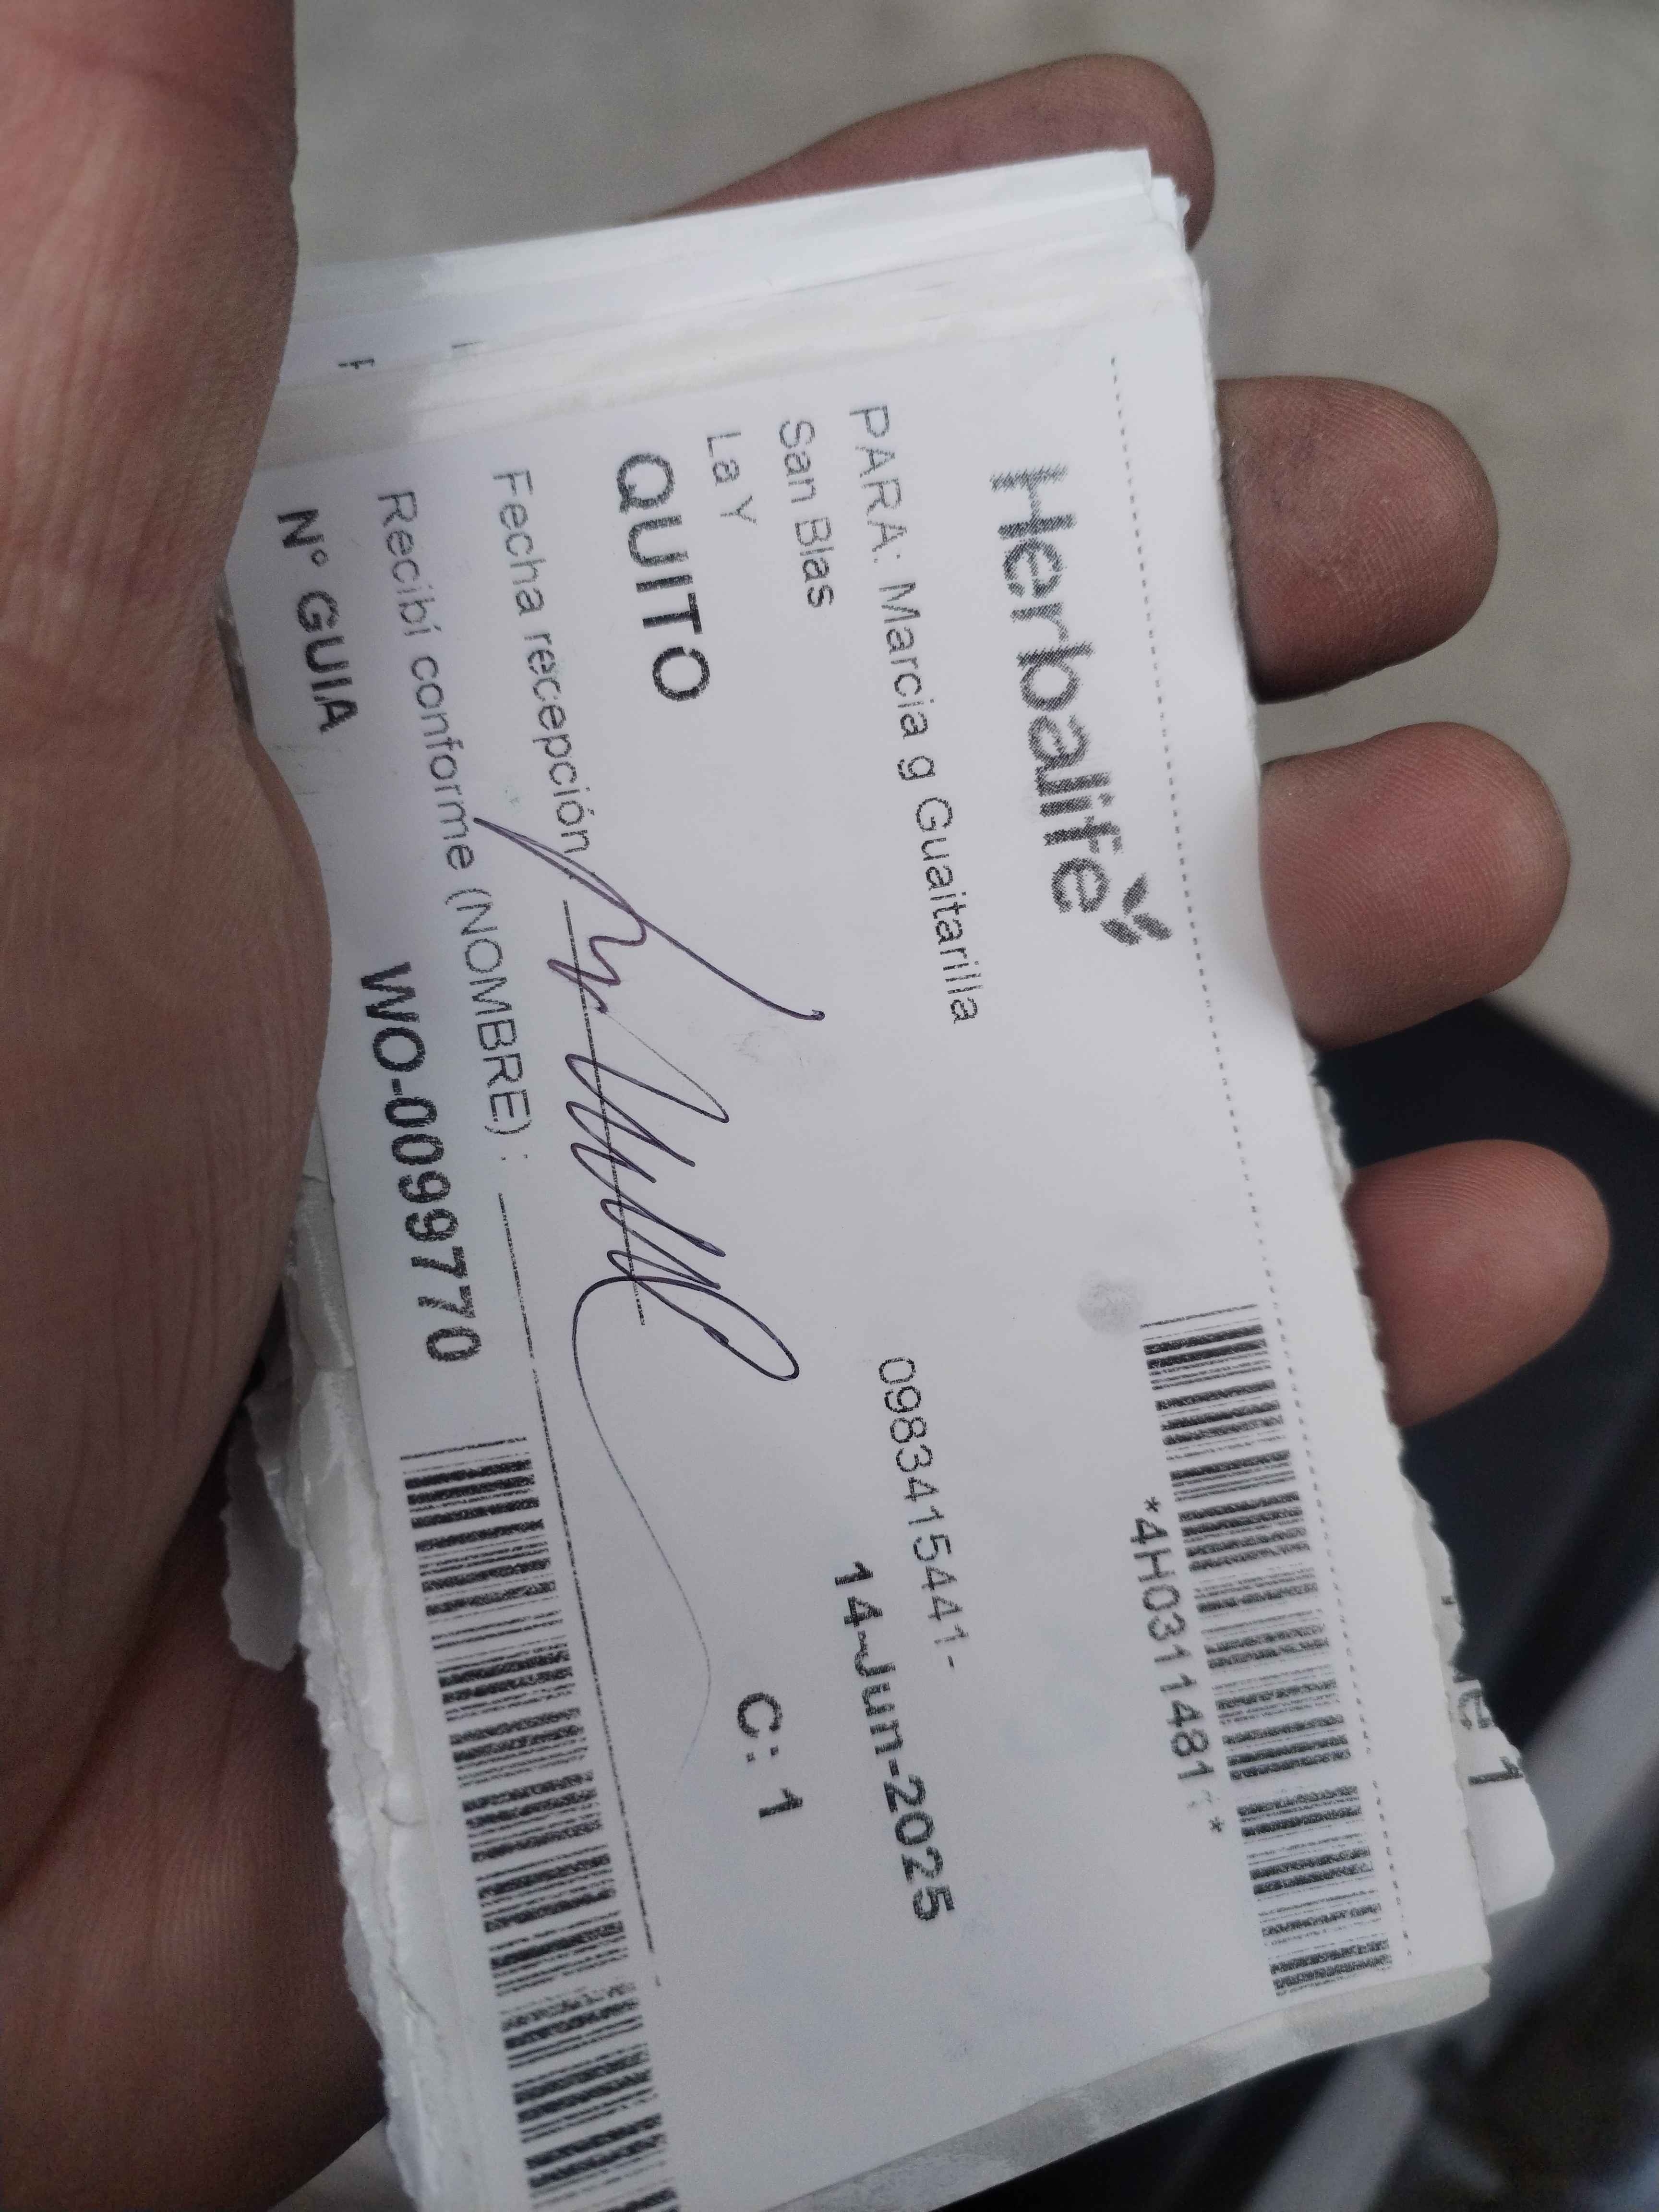 Herbalife
*4H03114811*
PARA: Marcia g Guaitarilla
0983415441-
San Blas
14-Jun-2025
La Y
QUITO
C: 1
Fecha recepción
Recibí conforme (NOMBRE) :
N° GUIA
WO-0099770